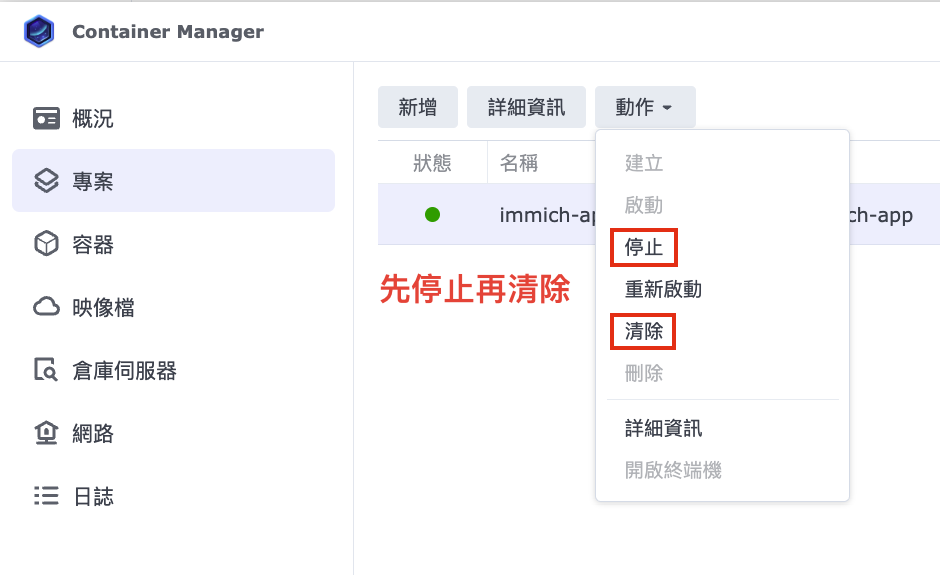 Container Manager
概況
專案
容器
映像檔
倉庫伺服器
網路
日誌
新增 詳細資訊 動作
狀態 名稱
immich-ap ch-app
先停止再清除
建立
啟動
停止
重新啟動
清除
刪除
詳細資訊
開啟終端機